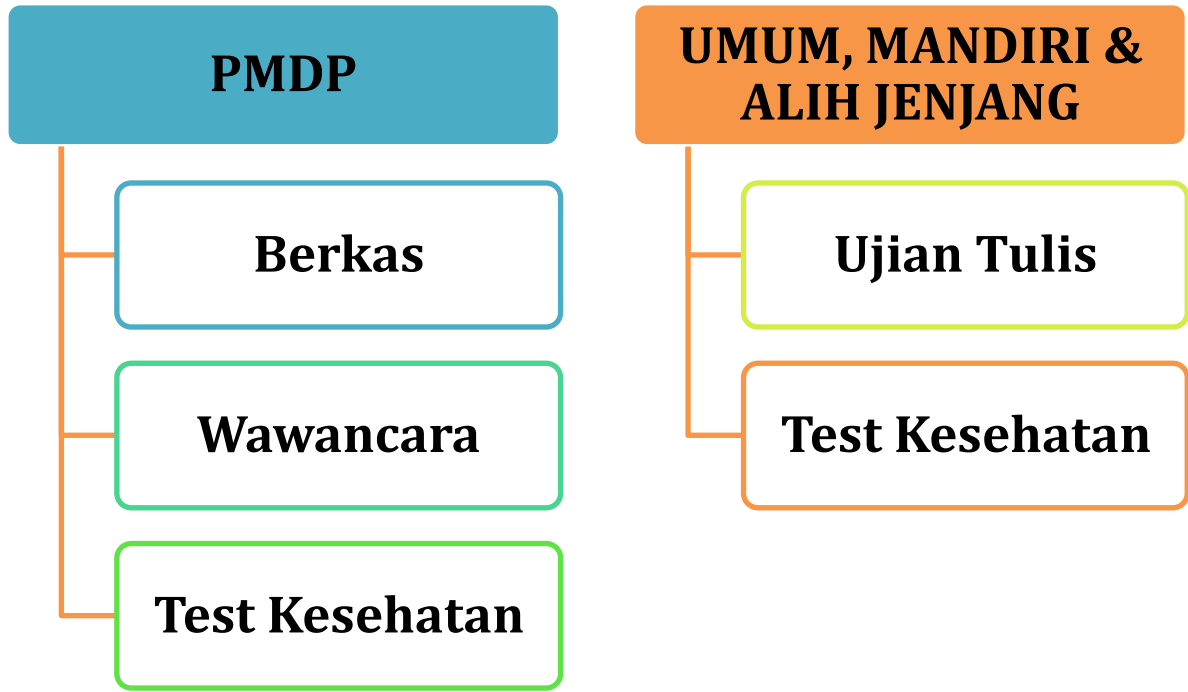 PMDP
Berkas
Wawancara
Test Kesehatan
UMUM, MANDIRI &
ALIH JENJANG
Ujian Tulis
Test Kesehatan